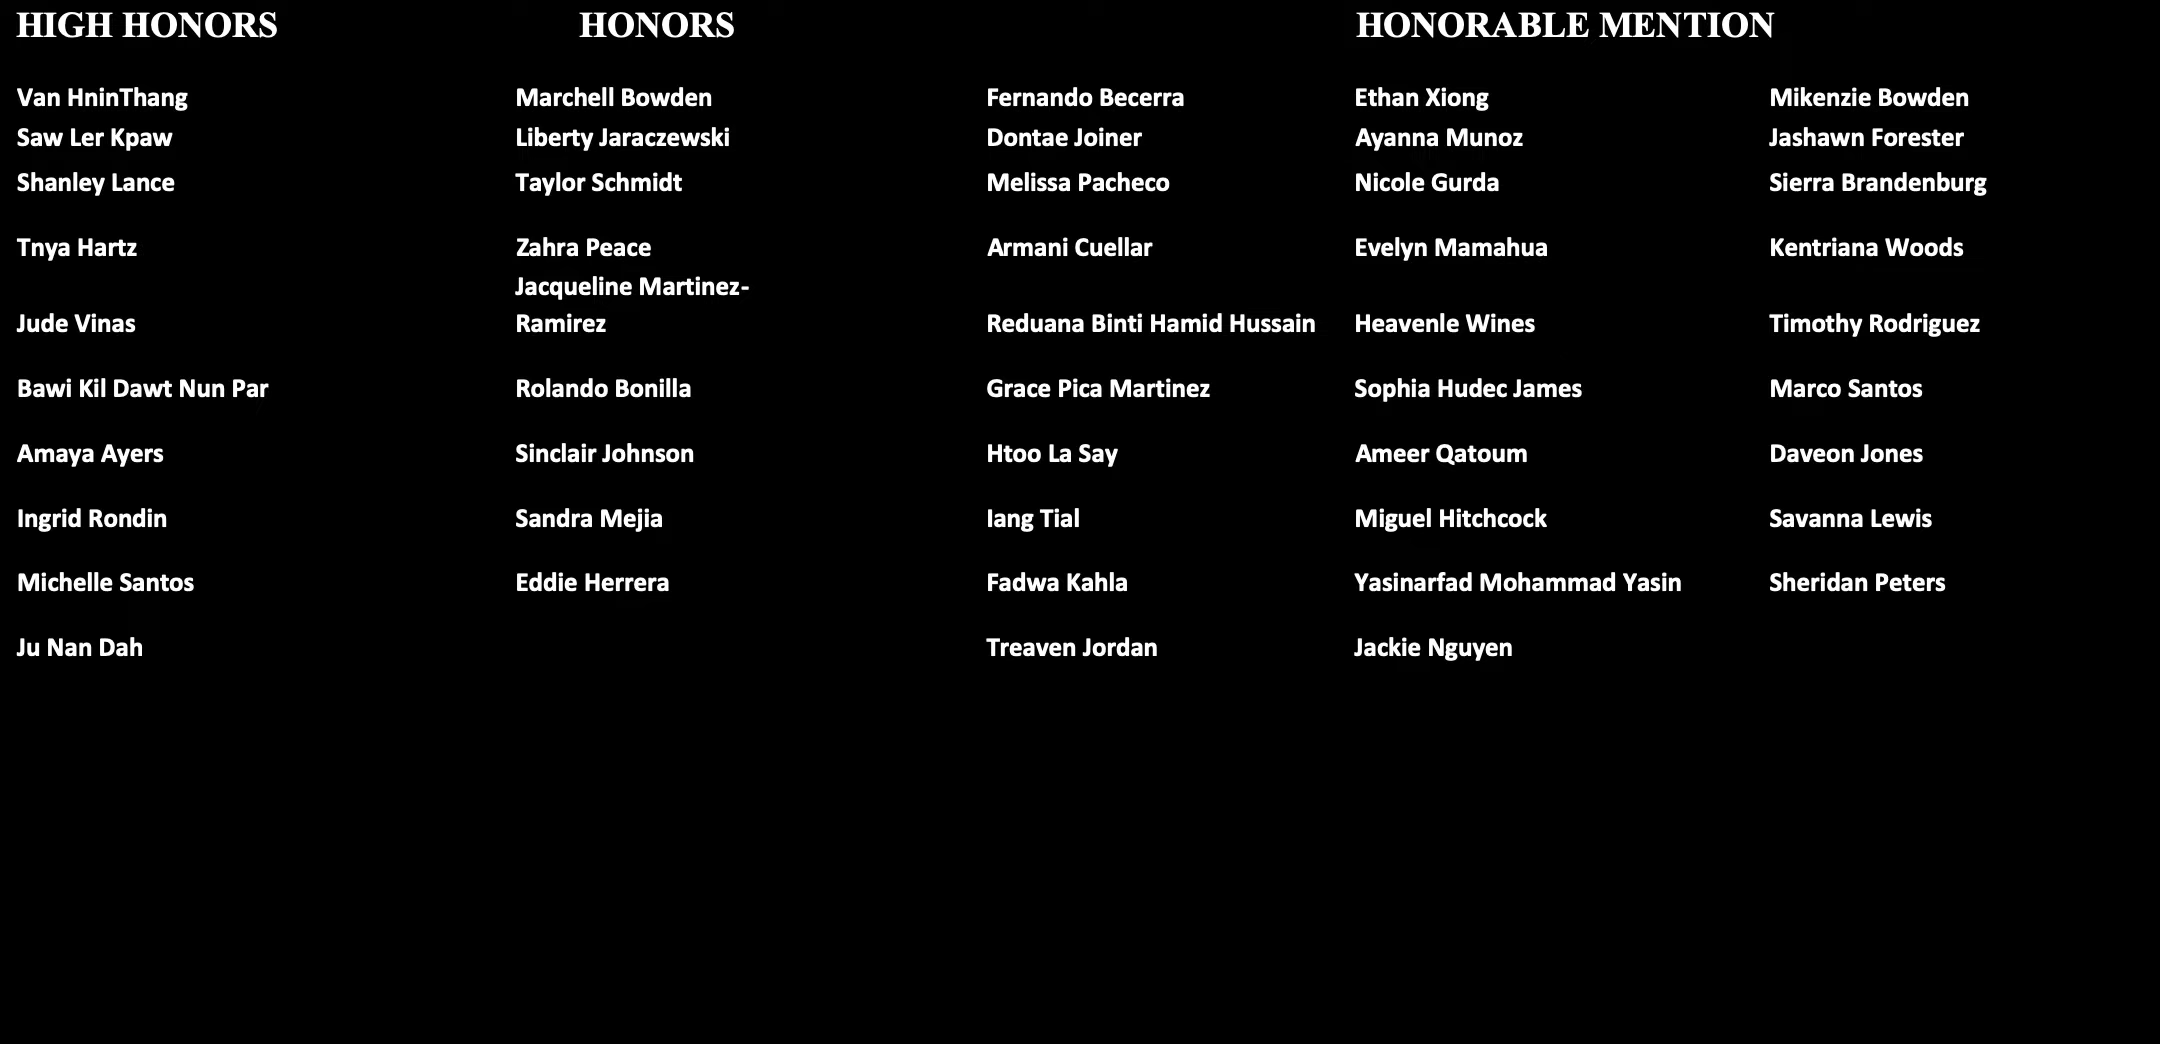 HIGH HONORS HONORS HONORABLE MENTION
Van HninThang Marchell Bowden Fernando Becerra Ethan Xiong Mikenzie Bowden
Saw Ler Kpaw Liberty Jaraczewski Dontae Joiner Ayanna Munoz Jashawn Forester
Shanley Lance Taylor Schmidt Melissa Pacheco Nicole Gurda Sierra Brandenburg
Tnya Hartz Zahra Peace Armani Cuellar Evelyn Mamahua Kentriana Woods
Jacqueline Martinez-
Jude Vinas Ramirez Reduana Binti Hamid Hussain Heavenle Wines Timothy Rodriguez
Bawi Kil Dawt Nun Par Rolando Bonilla Grace Pica Martinez Sophia Hudec James Marco Santos
Amaya Ayers Sinclair Johnson Htoo La Say Ameer Qatoum Daveon Jones
Ingrid Rondin Sandra Mejia Iang Tial Miguel Hitchcock Savanna Lewis
Michelle Santos Eddie Herrera Fadwa Kahla Yasinarfad Mohammad Yasin Sheridan Peters
Ju Nan Dah Treaven Jordan Jackie Nguyen